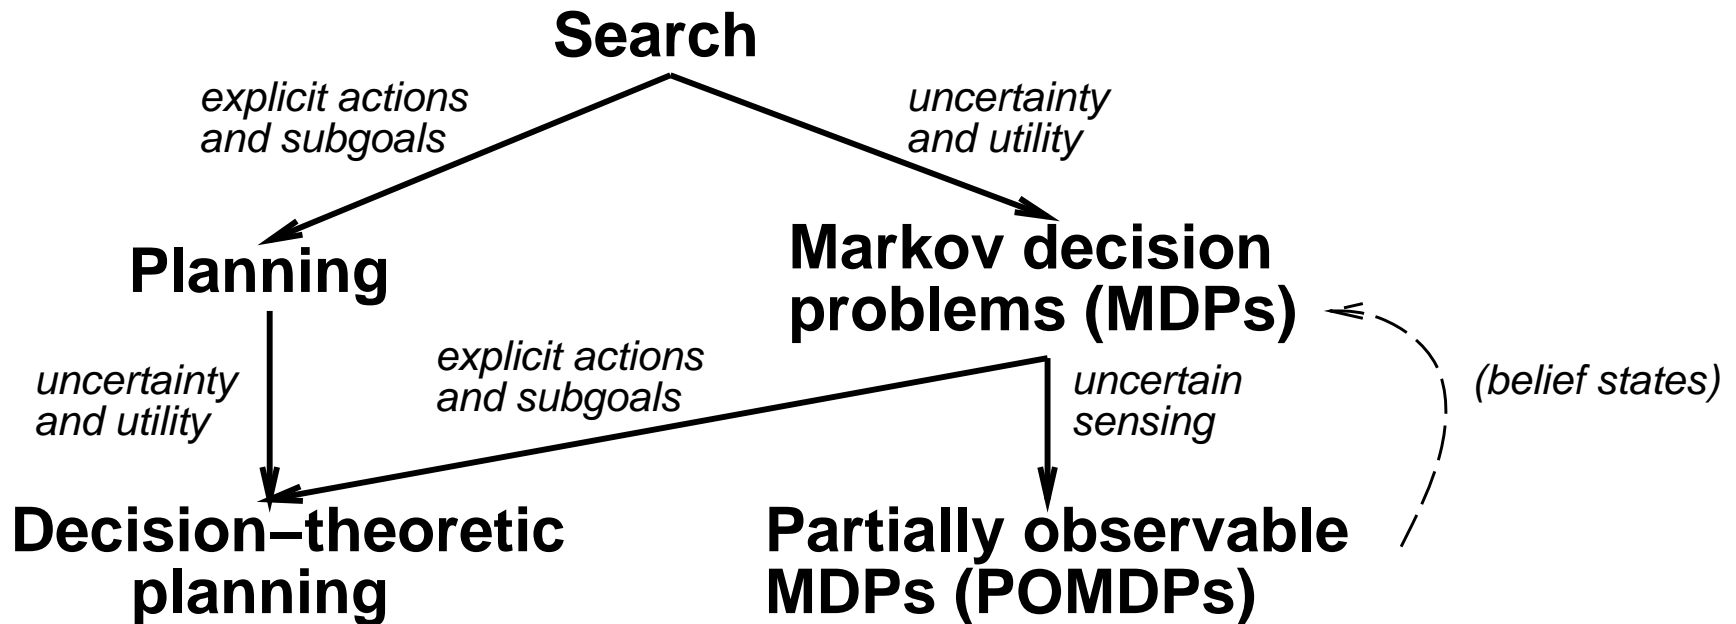 Search
explicit actions
and subgoals
uncertainty
and utility
Planning
Markov decision
problems (MDPs)
uncertainty
and utility
explicit actions
and subgoals
uncertain
sensing
(belief states)
Decision–theoretic
planning
Partially observable
MDPs (POMDPs)